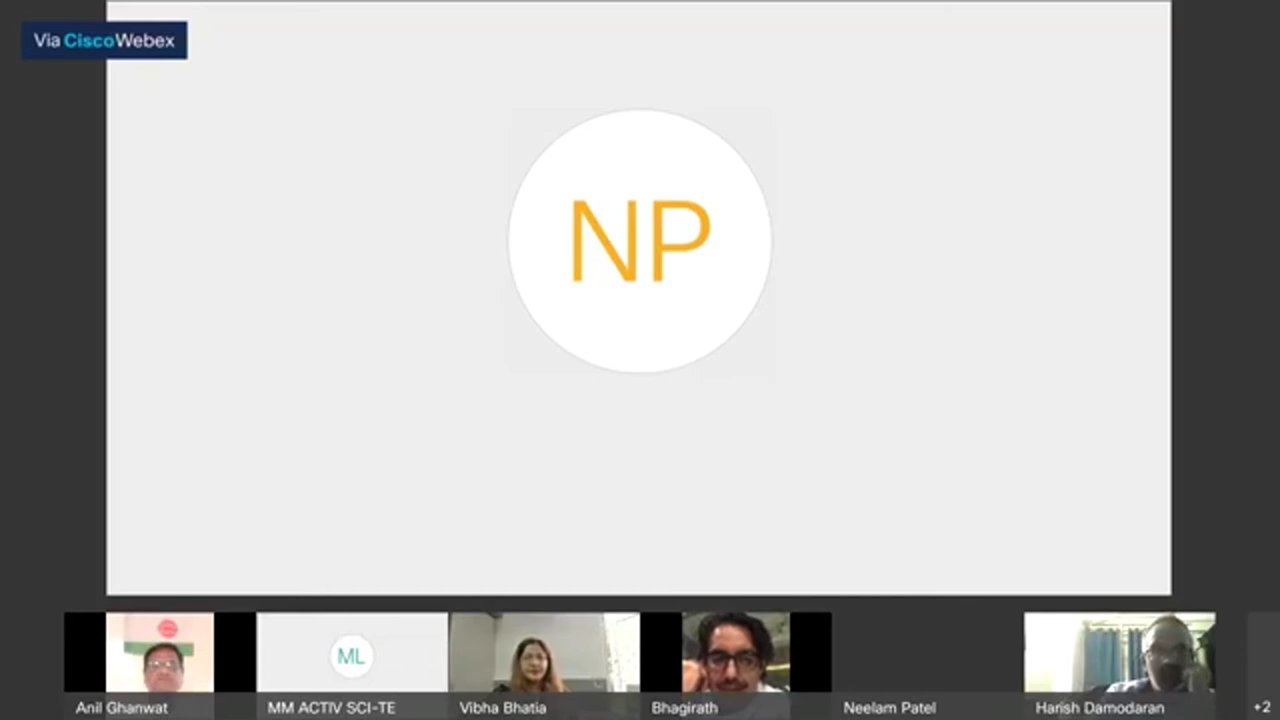 Via CiscoWebex
NP
ML
Anil Ghanwat
MM ACTIV SCI-TE
Vibha Bhatia
Bhagirath
Neelam Patel
Harish Damodaran
+2